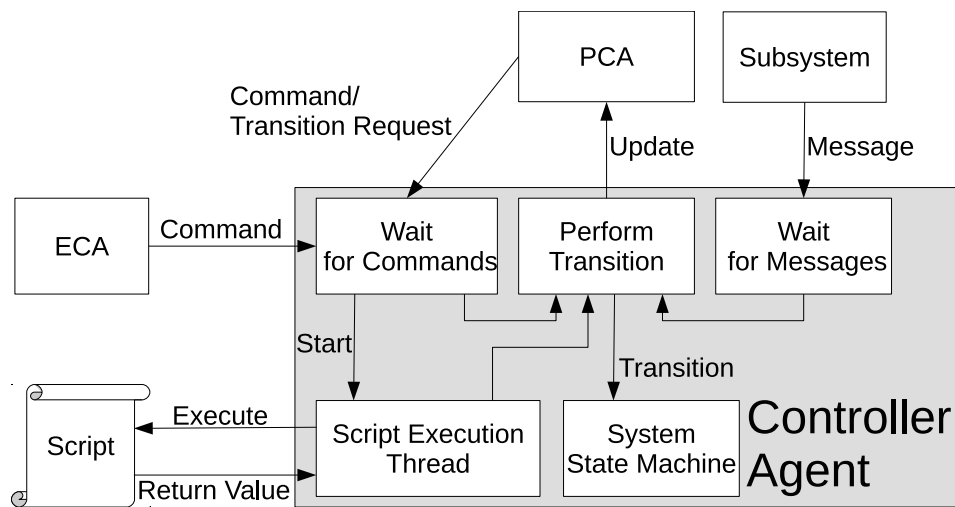 PCA
Subsystem
Command/
Transition Request
Update
Message
ECA
Command
Wait
for Commands
Perform
Transition
Wait
for Messages
Start
Transition
Script
Execute
Return Value
Script Execution
Thread
System
State Machine
Controller
Agent